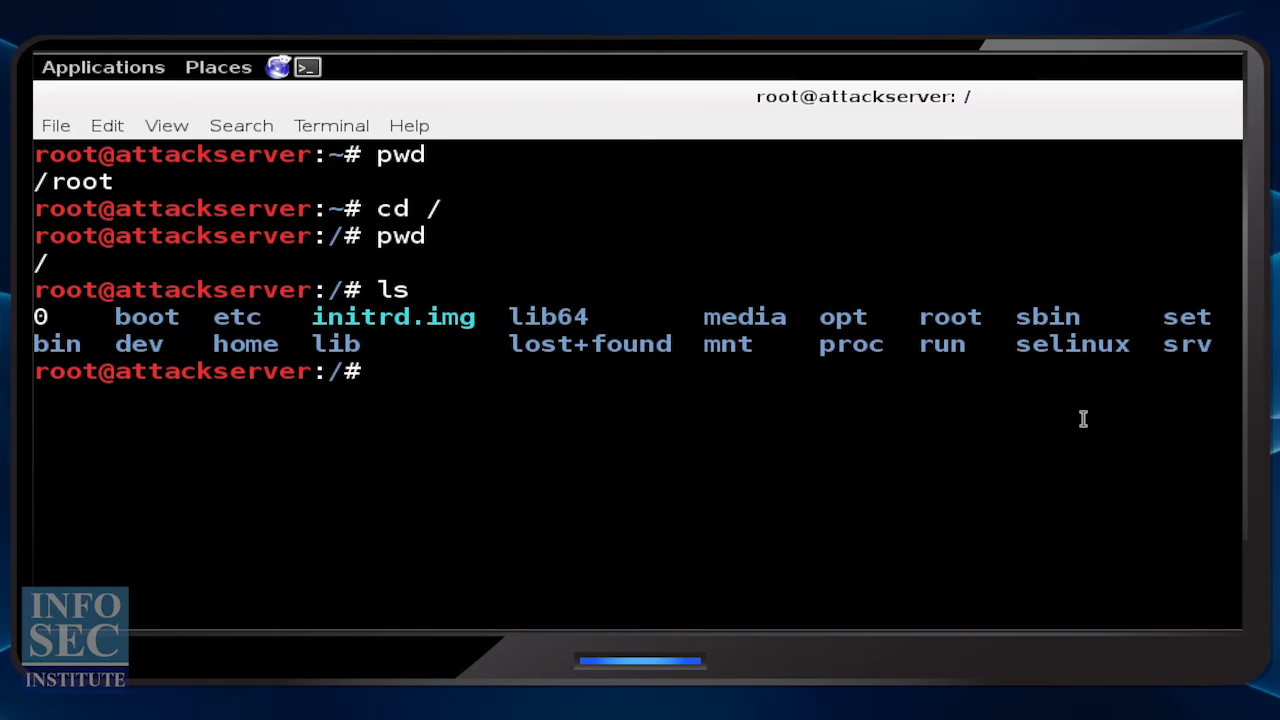 Applications Places
root@attackserver: /
File Edit View Search Terminal Help
root@attackserver:~# pwd
/root
root@attackserver:~# cd /
root@attackserver:/# pwd
/
root@attackserver:/# ls
0 boot etc initrd.img lib64 media opt root sbin set
bin dev home lib lost+found mnt proc run selinux srv
root@attackserver:/#
INFO
SEC
INSTITUTE